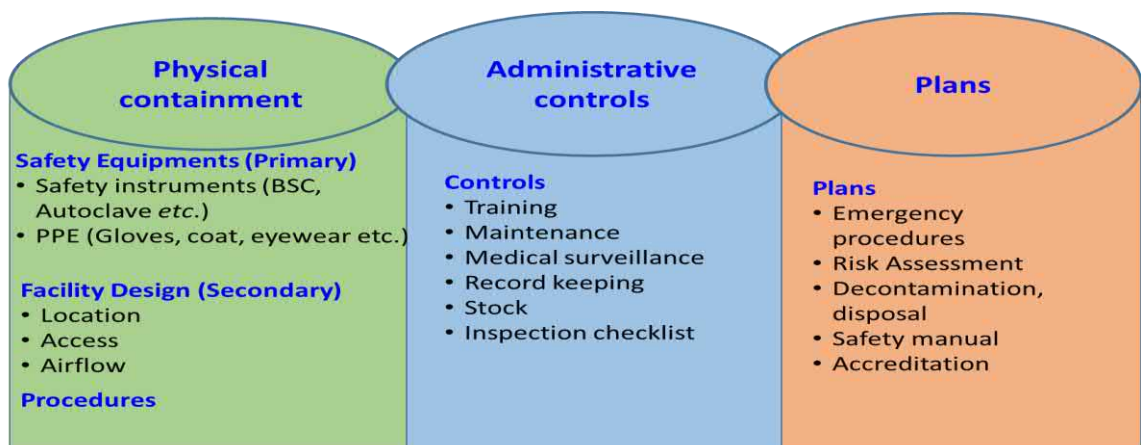 Physical
containment
Safety Equipments (Primary)
• Safety instruments (BSC,
Autoclave etc.)
• PPE (Gloves, coat, eyewear etc.)
Facility Design (Secondary)
• Location
• Access
• Airflow
Procedures
Administrative
controls
Controls
• Training
• Maintenance
• Medical surveillance
• Record keeping
• Stock
• Inspection checklist
Plans
Plans
• Emergency
procedures
• Risk Assessment
• Decontamination,
disposal
• Safety manual
• Accreditation